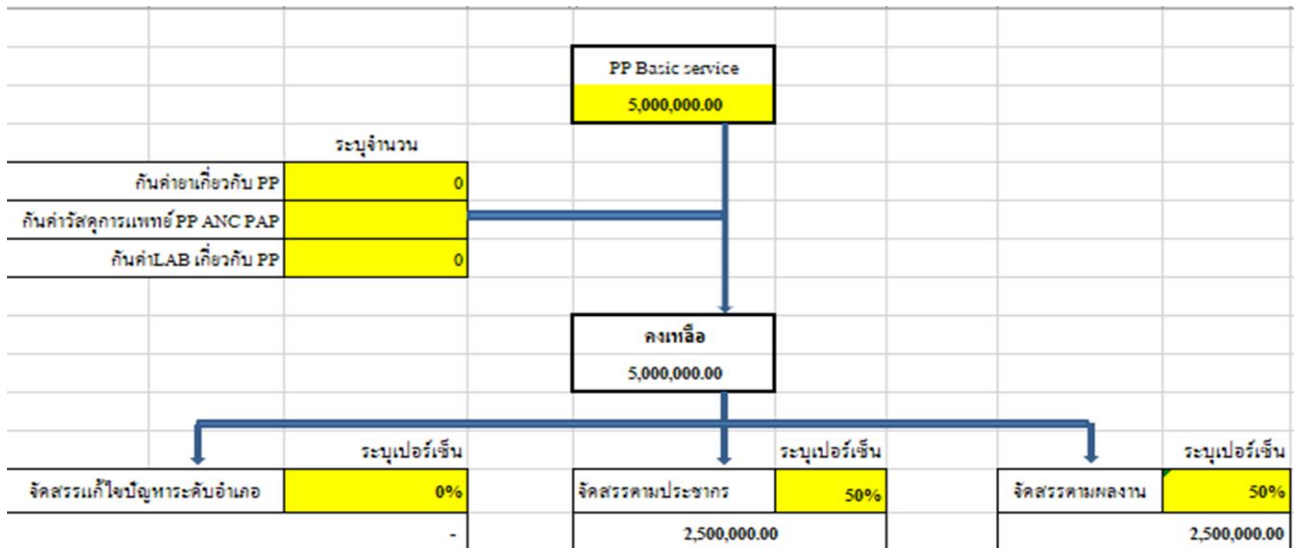 PP Basic service
5,000,000.00
ระบุจำนวน
กันค่ายาเกี่ยวกับ PP 0
กันค่าวัสดุการแพทย์ PP ANC PAP
กันค่าLAB เกี่ยวกับ PP 0
คงเหลือ
5,000,000.00
ระบุเปอร์เซ็น ระบุเปอร์เซ็น ระบุเปอร์เซ็น
จัดสรรแก้ไขปัญหาระดับอำเภอ 0% จัดสรรตามประชากร 50% จัดสรรตามผลงาน 50%
- 2,500,000.00 2,500,000.00